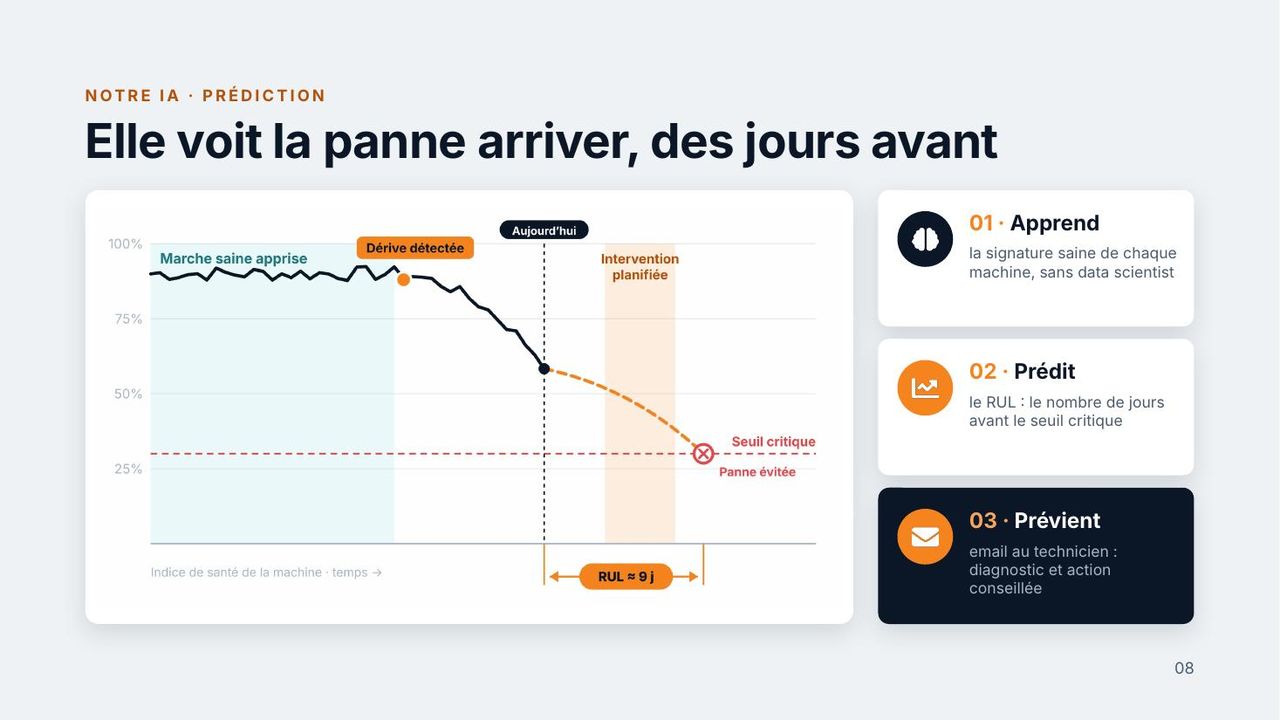 NOTRE IA · PRÉDICTION
Elle voit la panne arriver, des jours avant
Aujourd'hui
100%
Dérive détectée
Marche saine apprise
Intervention
planifiée
75%
50%
Seuil critique
25%
Panne évitée
Indice de santé de la machine · temps →
RUL ≈ 9 j
01 · Apprend
la signature saine de chaque
machine, sans data scientist
02 · Prédit
le RUL : le nombre de jours
avant le seuil critique
03 · Prévient
email au technicien :
diagnostic et action
conseillée
08